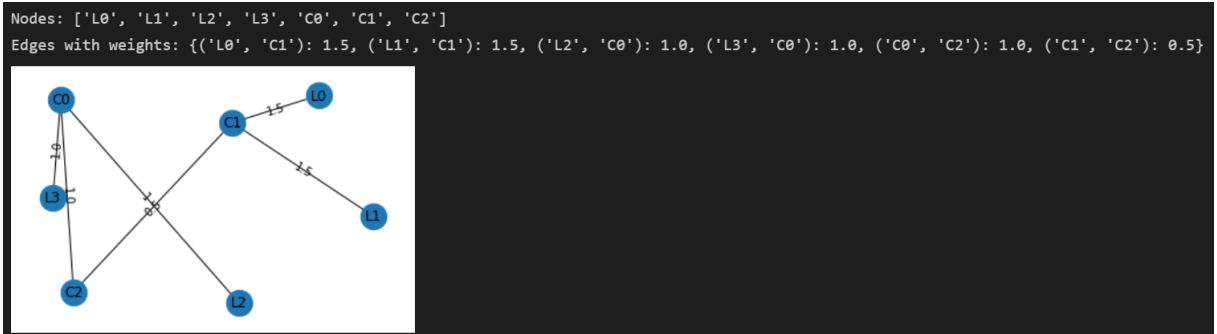 Nodes: ['L0', 'L1', 'L2', 'L3', 'C0', 'C1', 'C2']
Edges with weights: {('L0', 'C1'): 1.5, ('L1', 'C1'): 1.5, ('L2', 'C0'): 1.0, ('L3', 'C0'): 1.0, ('C0', 'C2'): 1.0, ('C1', 'C2'): 0.5}
C0
L0
1.5
C1
1.0
1.5
L3
1.0
L1
C2
L2